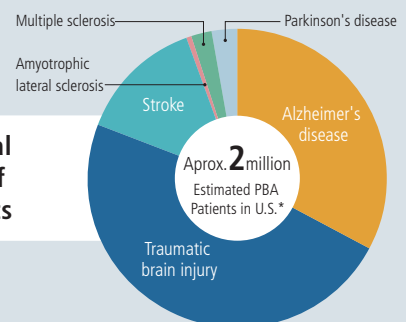 Multiple sclerosis
Parkinson's disease
Amyotrophic
lateral sclerosis
Stroke
Alzheimer's
disease
Aprox. 2 million
Estimated PBA
Patients in U.S.*
Traumatic
brain injury